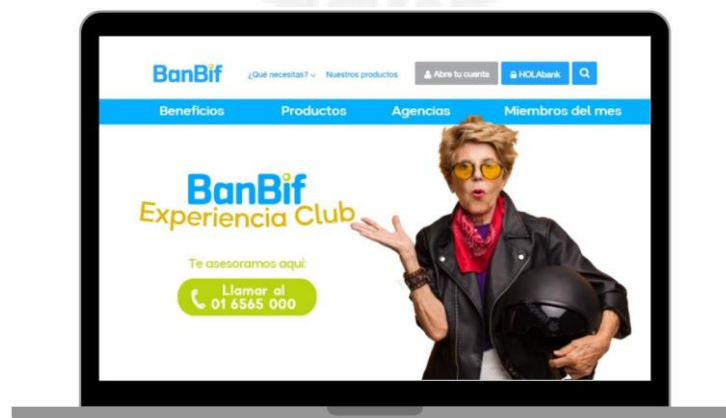 BanBif
¿Qué necesitas? Nuestros productos Abre tu cuenta HOLAbank
Beneficios Productos Agencias Miembros del mes
BanBif
Experiencia Club
Te asesoramos aquí:
Llamar al
01 6565 000